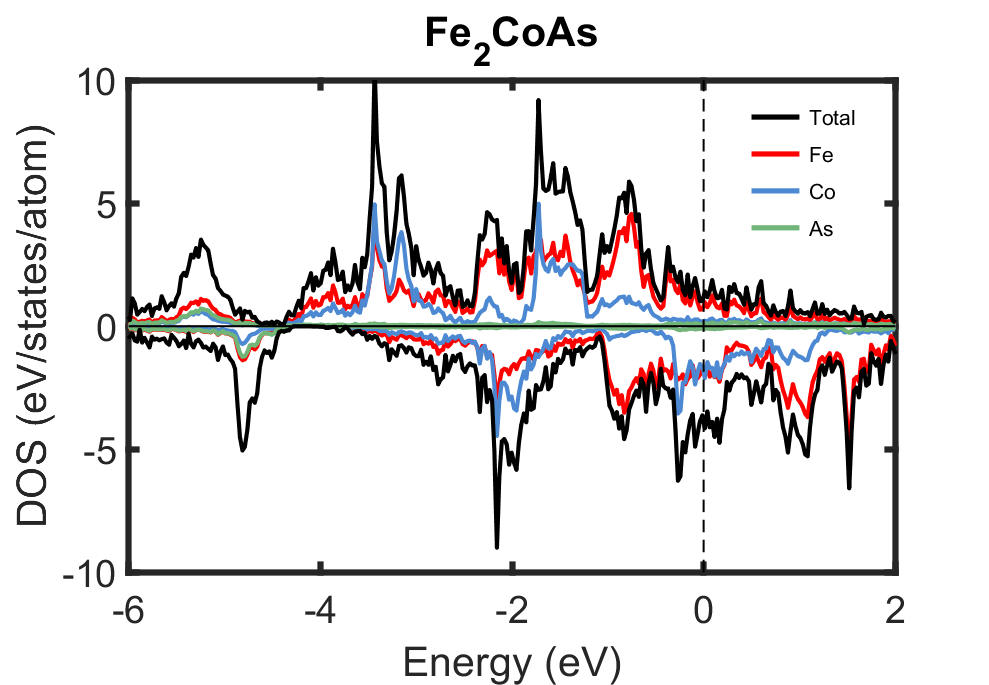 Fe₂CoAs
DOS (eV/states/atom)
10
5
0
-5
-10
Total
Fe
Co
As
-6
-4
-2
0
2
Energy (eV)